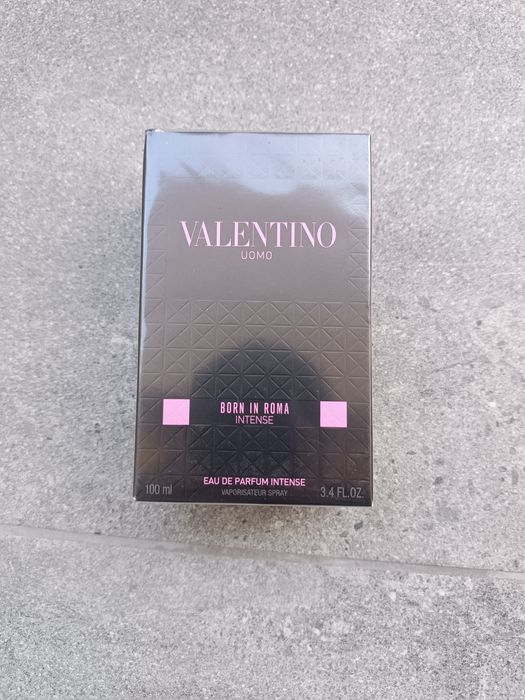 VALENTINO
UOMO
BORN IN ROMA
INTENSE
EAU DE PARFUM INTENSE
100 ml VAPORISATEUR SPRAY 3.4 FL.OZ.